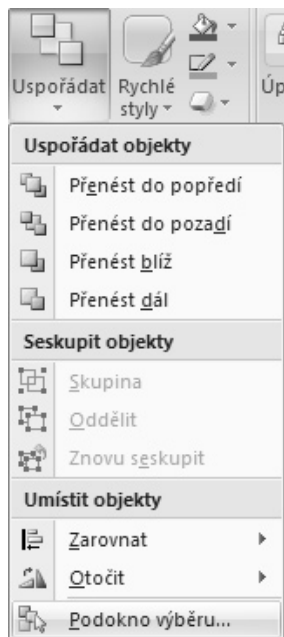 Uspořádat
Rychlé
styly
Úp
Uspořádat objekty
Přenést do popředí
Přenést do pozadí
Přenést blíž
Přenést dál
Seskupit objekty
Skupina
Oddělit
Znovu seskupit
Umístit objekty
Zarovnat
Otočit
Podokno výběru...